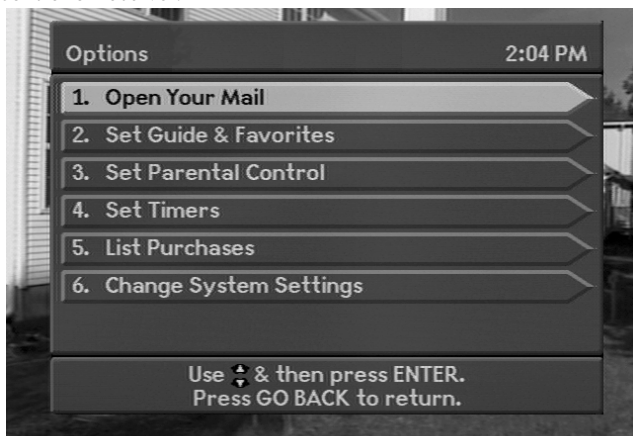 Options 2:04 PM
1. Open Your Mail
2. Set Guide & Favorites
3. Set Parental Control
4. Set Timers
5. List Purchases
6. Change System Settings
Use & then press ENTER.
Press GO BACK to return.